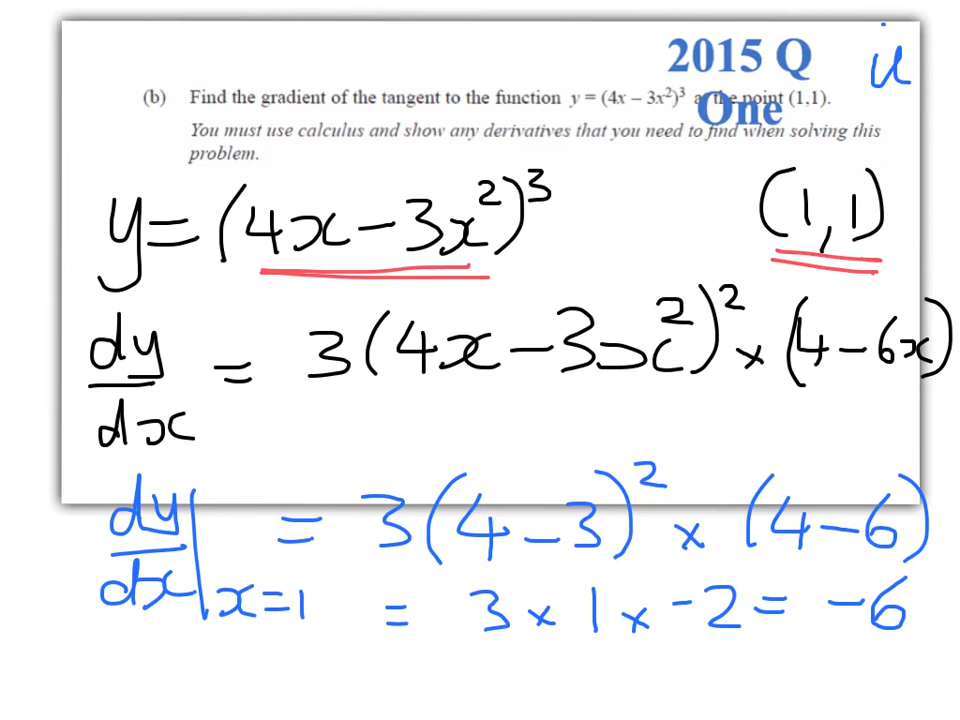 2015 Q
One
(b) Find the gradient of the tangent to the function y = (4x – 3x²)³ at the point (1,1).
You must use calculus and show any derivatives that you need to find when solving this
problem.
y = (4x – 3x²)³ (1,1)
dy/dx = 3(4x – 3x²)² × (4 – 6x)
dy/dx | x=1 = 3(4 – 3)² × (4 – 6)
= 3 × 1 × -2 = -6